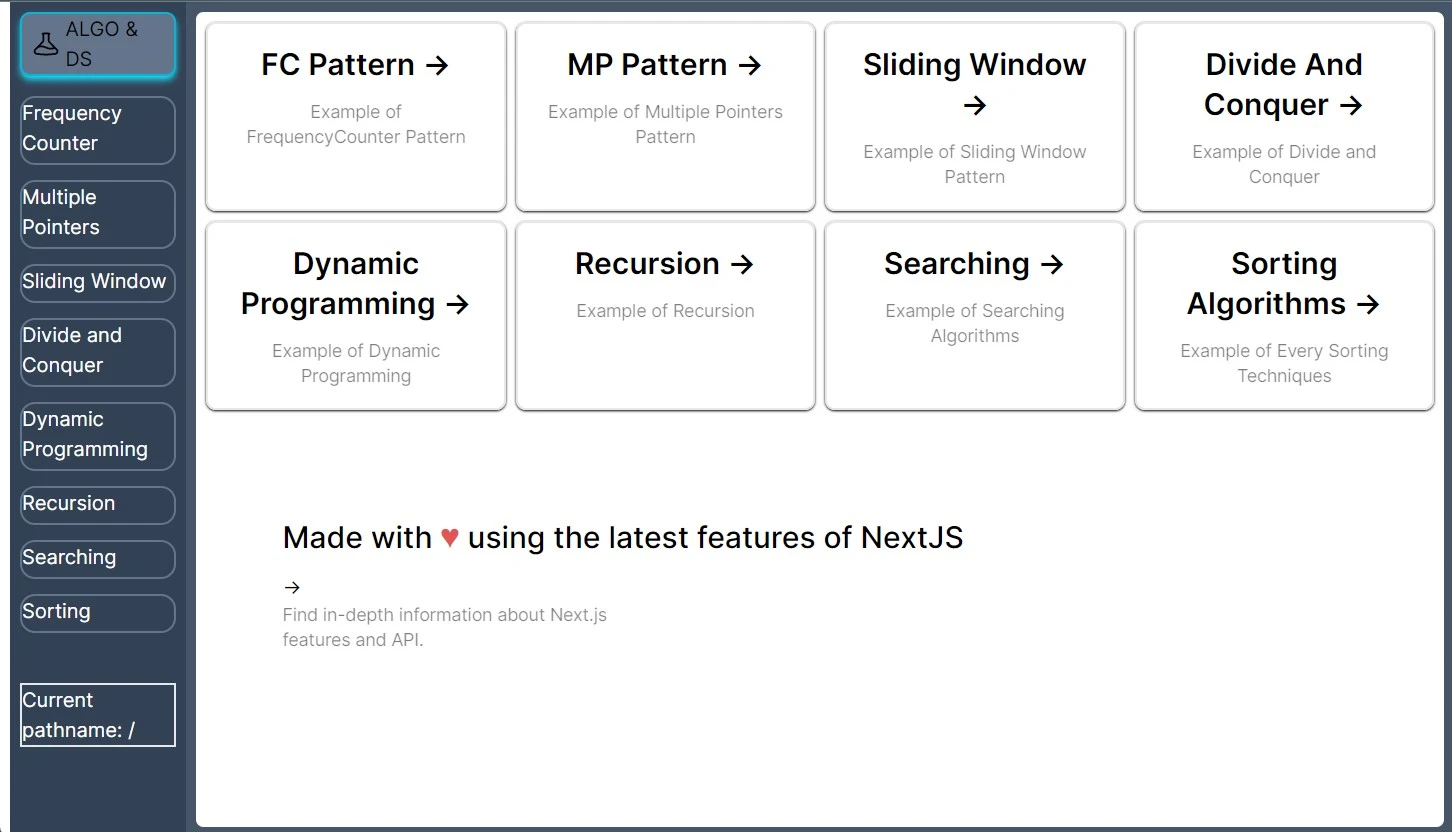 ALGO &
DS
Frequency
Counter
Multiple
Pointers
Sliding Window
Divide and
Conquer
Dynamic
Programming
Recursion
Searching
Sorting
Current
pathname: /
FC Pattern →
Example of
FrequencyCounter Pattern
MP Pattern →
Example of Multiple Pointers
Pattern
Sliding Window
→
Example of Sliding Window
Pattern
Divide And
Conquer →
Example of Divide and
Conquer
Dynamic
Programming →
Example of Dynamic
Programming
Recursion →
Example of Recursion
Searching →
Example of Searching
Algorithms
Sorting
Algorithms →
Example of Every Sorting
Techniques
Made with ♥ using the latest features of NextJS
→
Find in-depth information about Next.js
features and API.